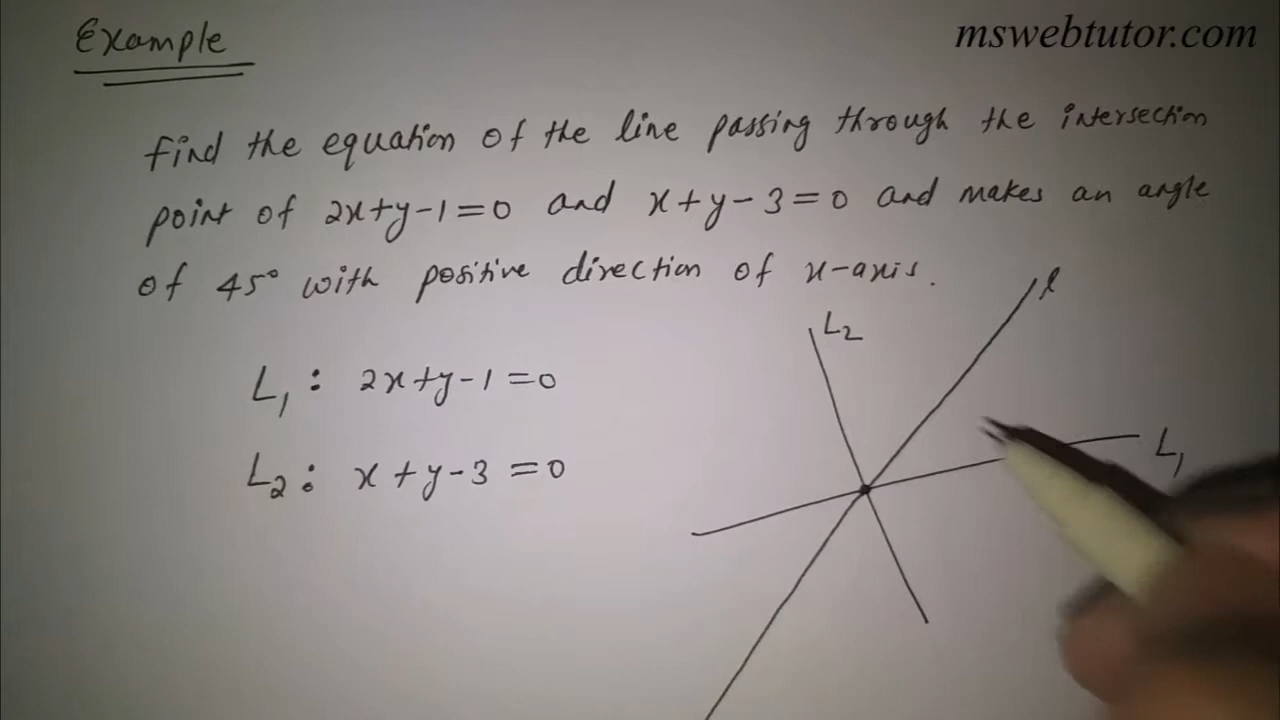 Example
mswebtutor.com
Find the equation of the line passing through the intersection
point of 2x+y-1=0 and x+y-3=0 and makes an angle
of 45° with positive direction of x-axis.
l
L₂
L₁ : 2x+y-1=0
L₁
L₂ : x+y-3=0